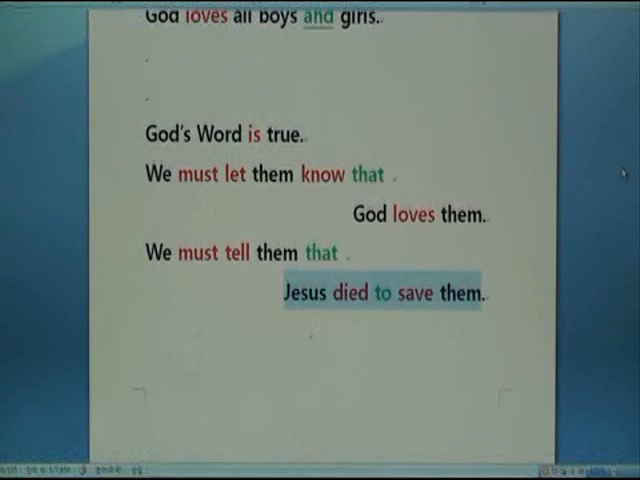 God loves all boys and girls.
God's Word is true.
We must let them know that
God loves them.
We must tell them that
Jesus died to save them.